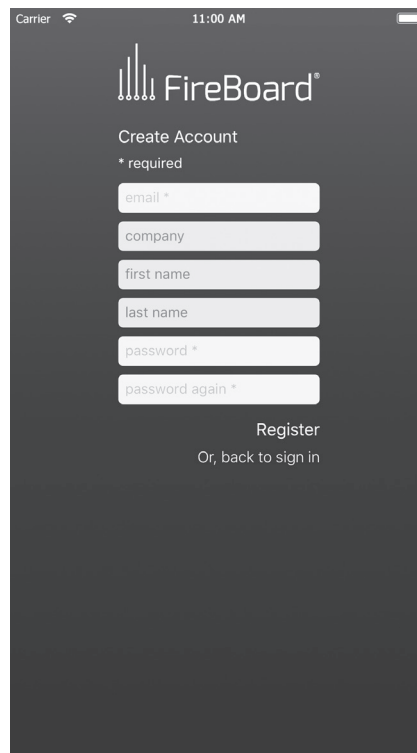 Carrier
11:00 AM
FireBoard®
Create Account
* required
email *
company
first name
last name
password *
password again *
Register
Or, back to sign in